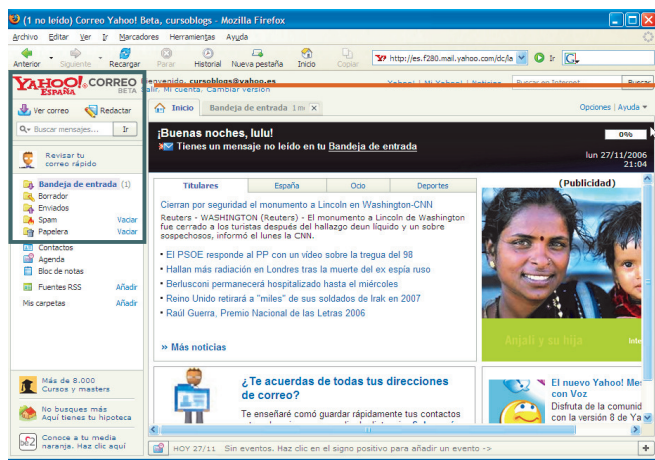 (1 no leído) Correo Yahoo! Beta, cursoblogs - Mozilla Firefox
Archivo Editar Ver Ir Marcadores Herramientas Ayuda
Anterior Siguiente Recargar Parar Historial Nueva pestaña Inicio Copiar http://es.f280.mail.yahoo.com/dc/la Ir G
YAHOO! CORREO
ESPAÑA BETA
cursoblogs@yahoo.es
Mi cuenta. Cambiar versión
Ver correo Redactar
Inicio Bandeja de entrada
Opciones | Ayuda
Buscar mensajes... Ir
¡Buenas noches, lulu!
0%
Tienes un mensaje no leído en tu Bandeja de entrada
lun 27/11/2006
21:04
Revisar tu
correo rápido
Bandeja de entrada (1)
Borrador
Enviados
Spam Vaciar
Papelera Vaciar
Contactos
Agenda
Bloc de notas
Fuentes RSS Añadir
Mis carpetas Añadir
Titulares España Ocio Deportes
Cierran por seguridad el monumento a Lincoln en Washington-CNN
Reuters - WASHINGTON (Reuters) - El monumento a Lincoln de Washington
fue cerrado a los turistas después del hallazgo deun líquido y un sobre
sospechosos, informó el lunes la CNN.
• El PSOE responde al PP con un vídeo sobre la tregua del 98
• Hallan más radiación en Londres tras la muerte del ex espía ruso
• Berlusconi permanecerá hospitalizado hasta el miércoles
• Reino Unido retirará a "miles" de sus soldados de Irak en 2007
• Raúl Guerra, Premio Nacional de las Letras 2006
» Más noticias
(Publicidad)
Anjali y su hija
Más de 8.000
Cursos y masters
No busques más
Aquí tienes tu hipoteca
Conoce a tu media
naranja. Haz clic aquí
¿Te acuerdas de todas tus direcciones
de correo?
Te enseñaré comó guardar rápidamente tus contactos
El nuevo Yahoo! Me
con Voz
Disfruta de la comunid
con la versión 8 de Ya
HOY 27/11 Sin eventos. Haz clic en el signo positivo para añadir un evento ->